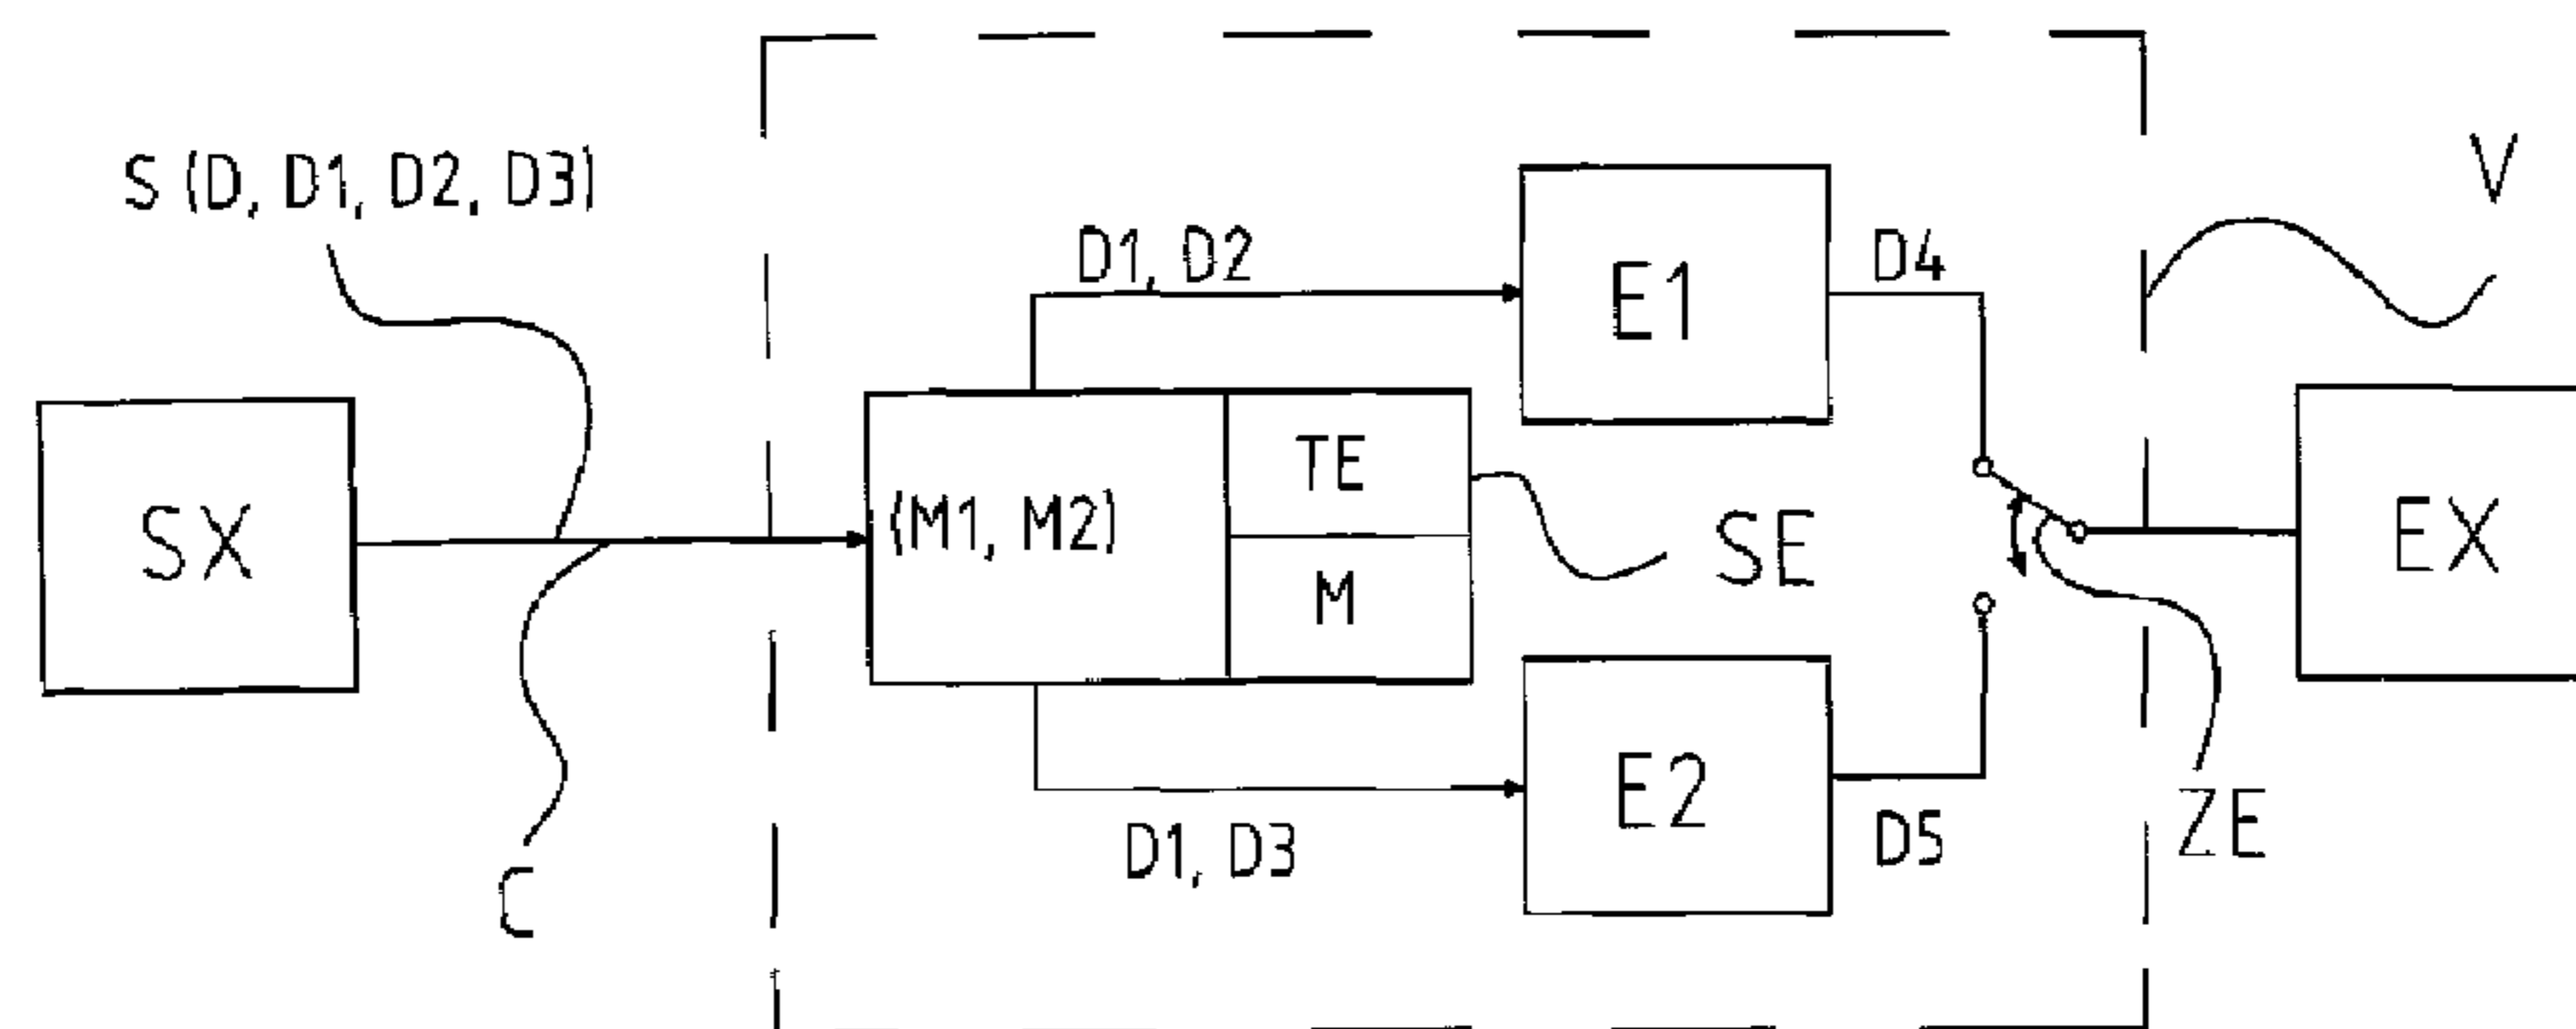 S (D, D1, D2, D3)
V
D1, D2
D4
E1
TE
SX
(M1, M2)
SE
EX
M
E2
D1, D3
D5
ZE
C